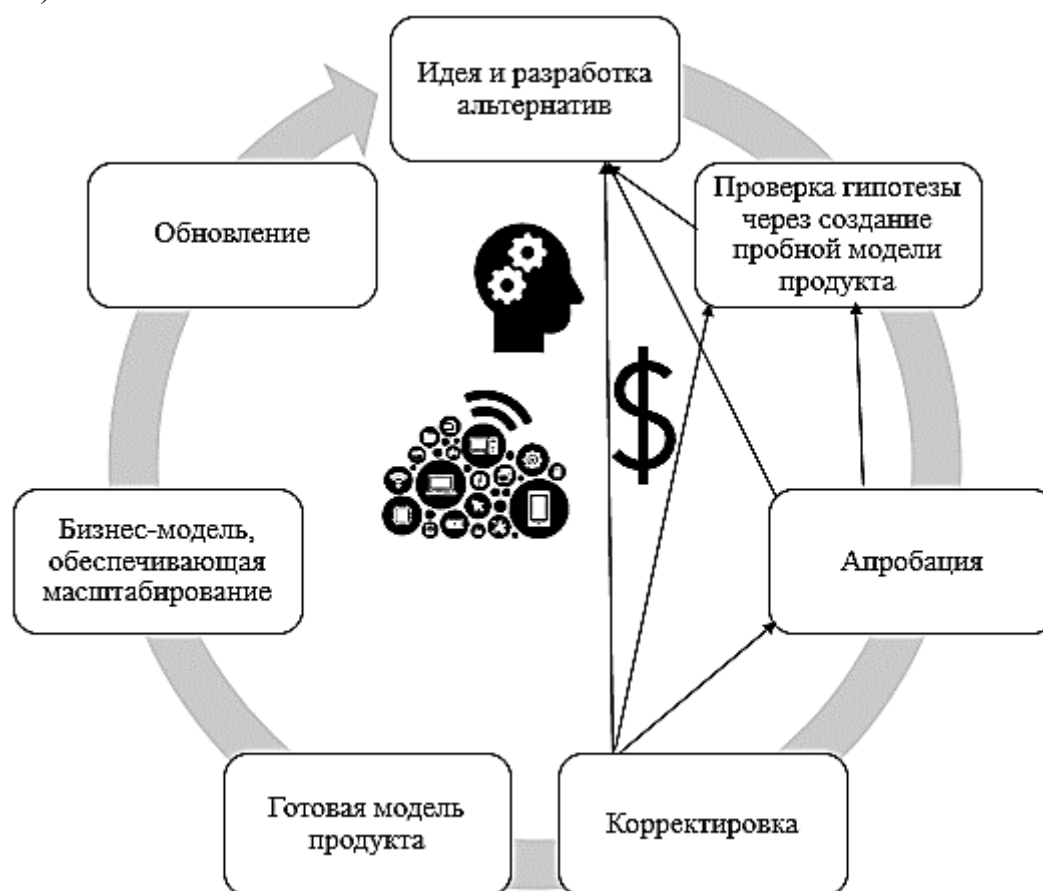 Идея и разработка
альтернатив
Проверка гипотезы
через создание
пробной модели
продукта
Апробация
Корректировка
Готовая модель
продукта
Бизнес-модель,
обеспечивающая
масштабирование
Обновление
$